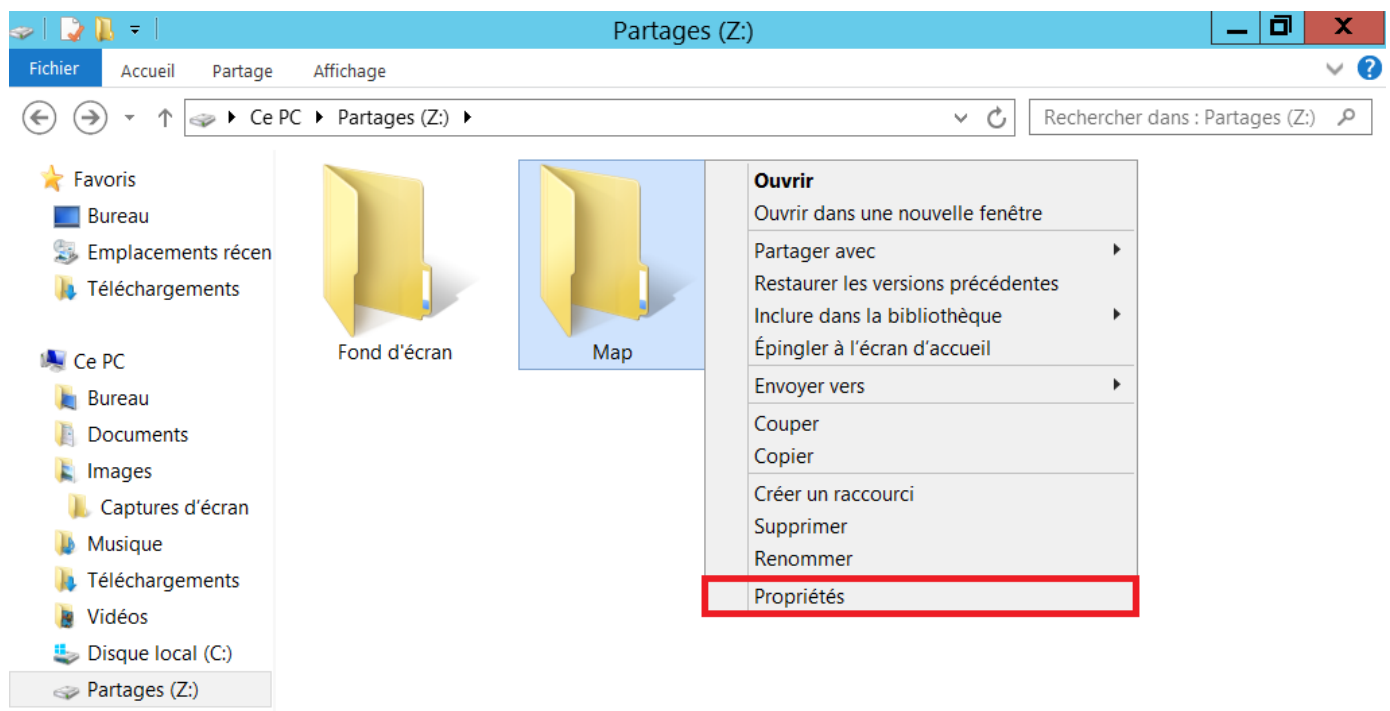 Partages (Z:)
Fichier
Accueil
Partage
Affichage
Ce PC
Partages (Z:)
Rechercher dans : Partages (Z:)
Favoris
Bureau
Emplacements récen
Téléchargements
Ce PC
Bureau
Documents
Images
Captures d'écran
Musique
Téléchargements
Vidéos
Disque local (C:)
Partages (Z:)
Fond d'écran
Map
Ouvrir
Ouvrir dans une nouvelle fenêtre
Partager avec
Restaurer les versions précédentes
Inclure dans la bibliothèque
Épingler à l'écran d'accueil
Envoyer vers
Couper
Copier
Créer un raccourci
Supprimer
Renommer
Propriétés